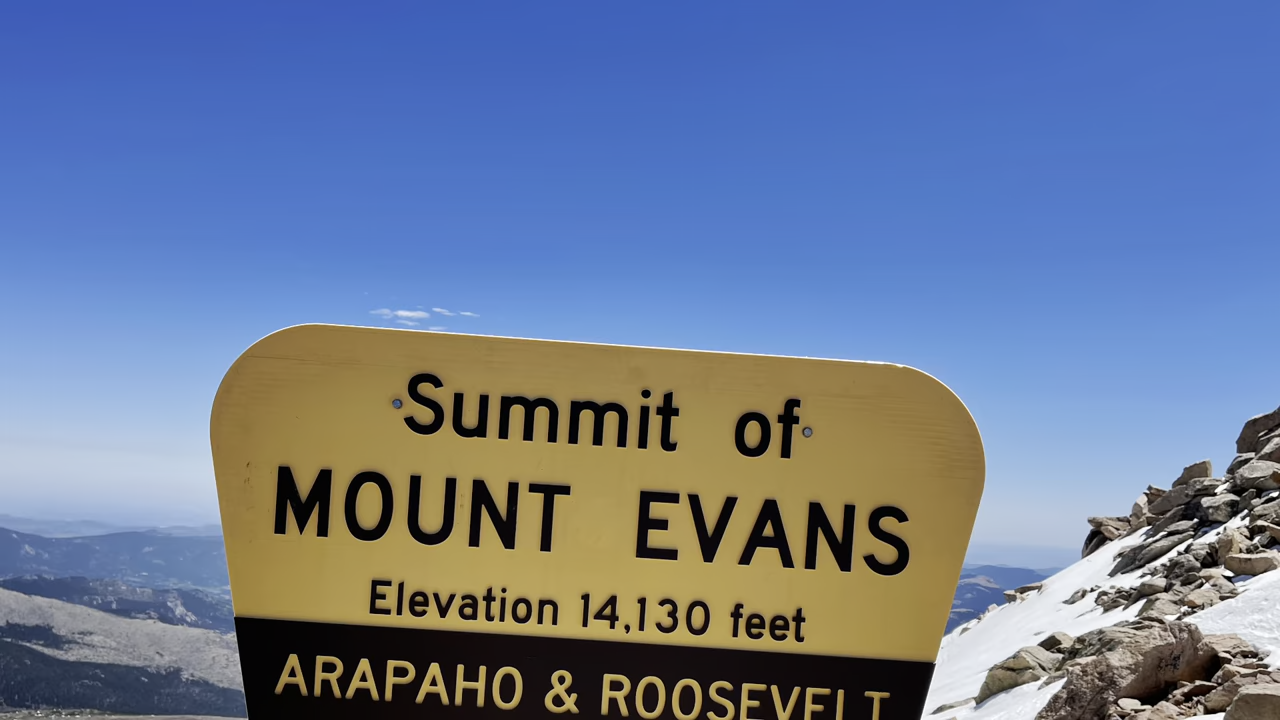 Summit of
MOUNT EVANS
Elevation 14,130 feet
ARAPAHO & ROOSEVELT